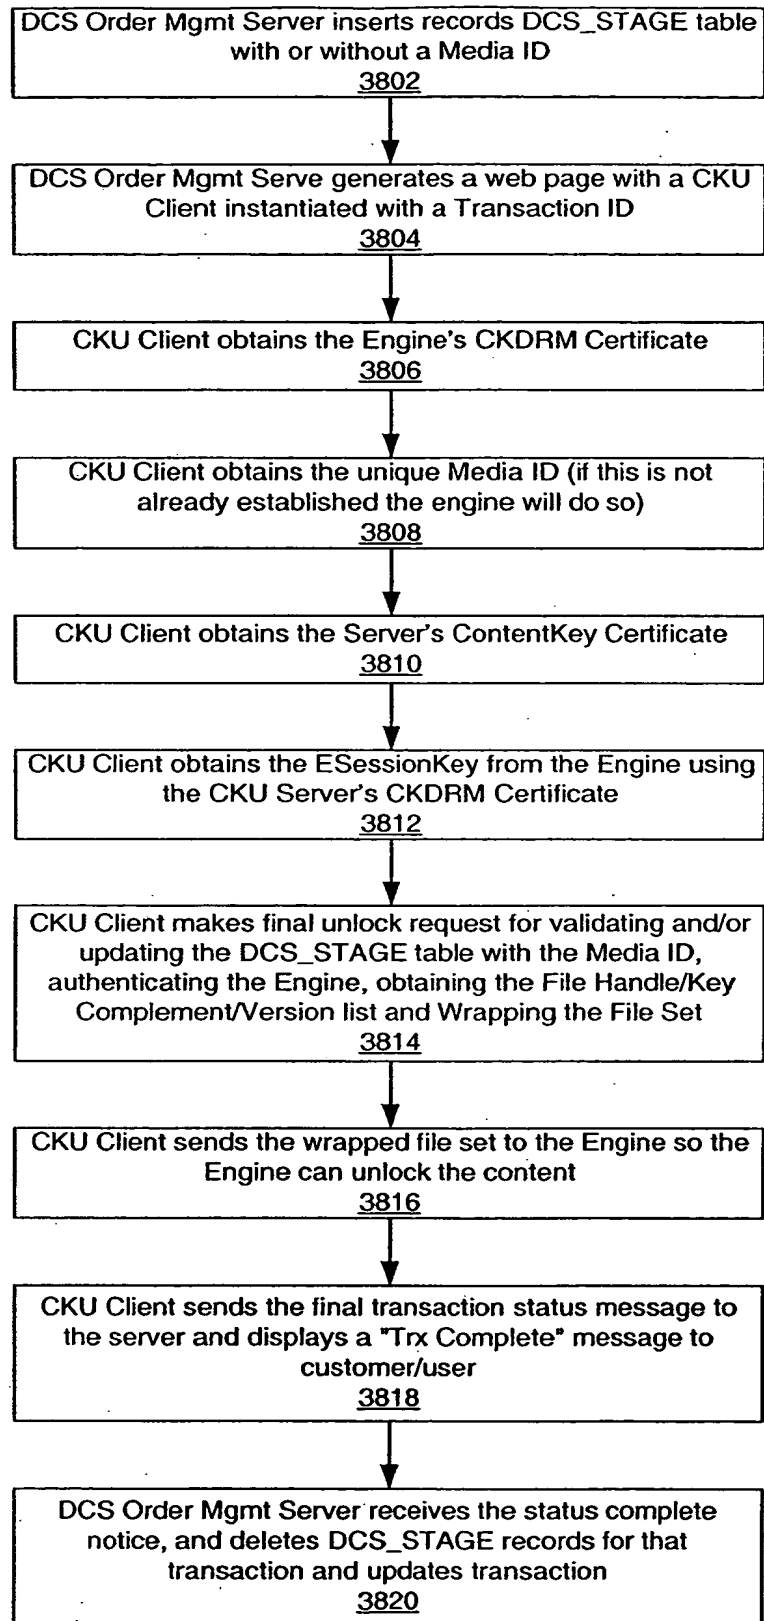 DCS Order Mgmt Server inserts records DCS_STAGE table
with or without a Media ID
3802
DCS Order Mgmt Serve generates a web page with a CKU
Client instantiated with a Transaction ID
3804
CKU Client obtains the Engine's CKDRM Certificate
3806
CKU Client obtains the unique Media ID (if this is not
already established the engine will do so)
3808
CKU Client obtains the Server's ContentKey Certificate
3810
CKU Client obtains the ESessionKey from the Engine using
the CKU Server's CKDRM Certificate
3812
CKU Client makes final unlock request for validating and/or
updating the DCS_STAGE table with the Media ID,
authenticating the Engine, obtaining the File Handle/Key
Complement/Version list and Wrapping the File Set
3814
CKU Client sends the wrapped file set to the Engine so the
Engine can unlock the content
3816
CKU Client sends the final transaction status message to
the server and displays a "Trx Complete" message to
customer/user
3818
DCS Order Mgmt Server receives the status complete
notice, and deletes DCS_STAGE records for that
transaction and updates transaction
3820